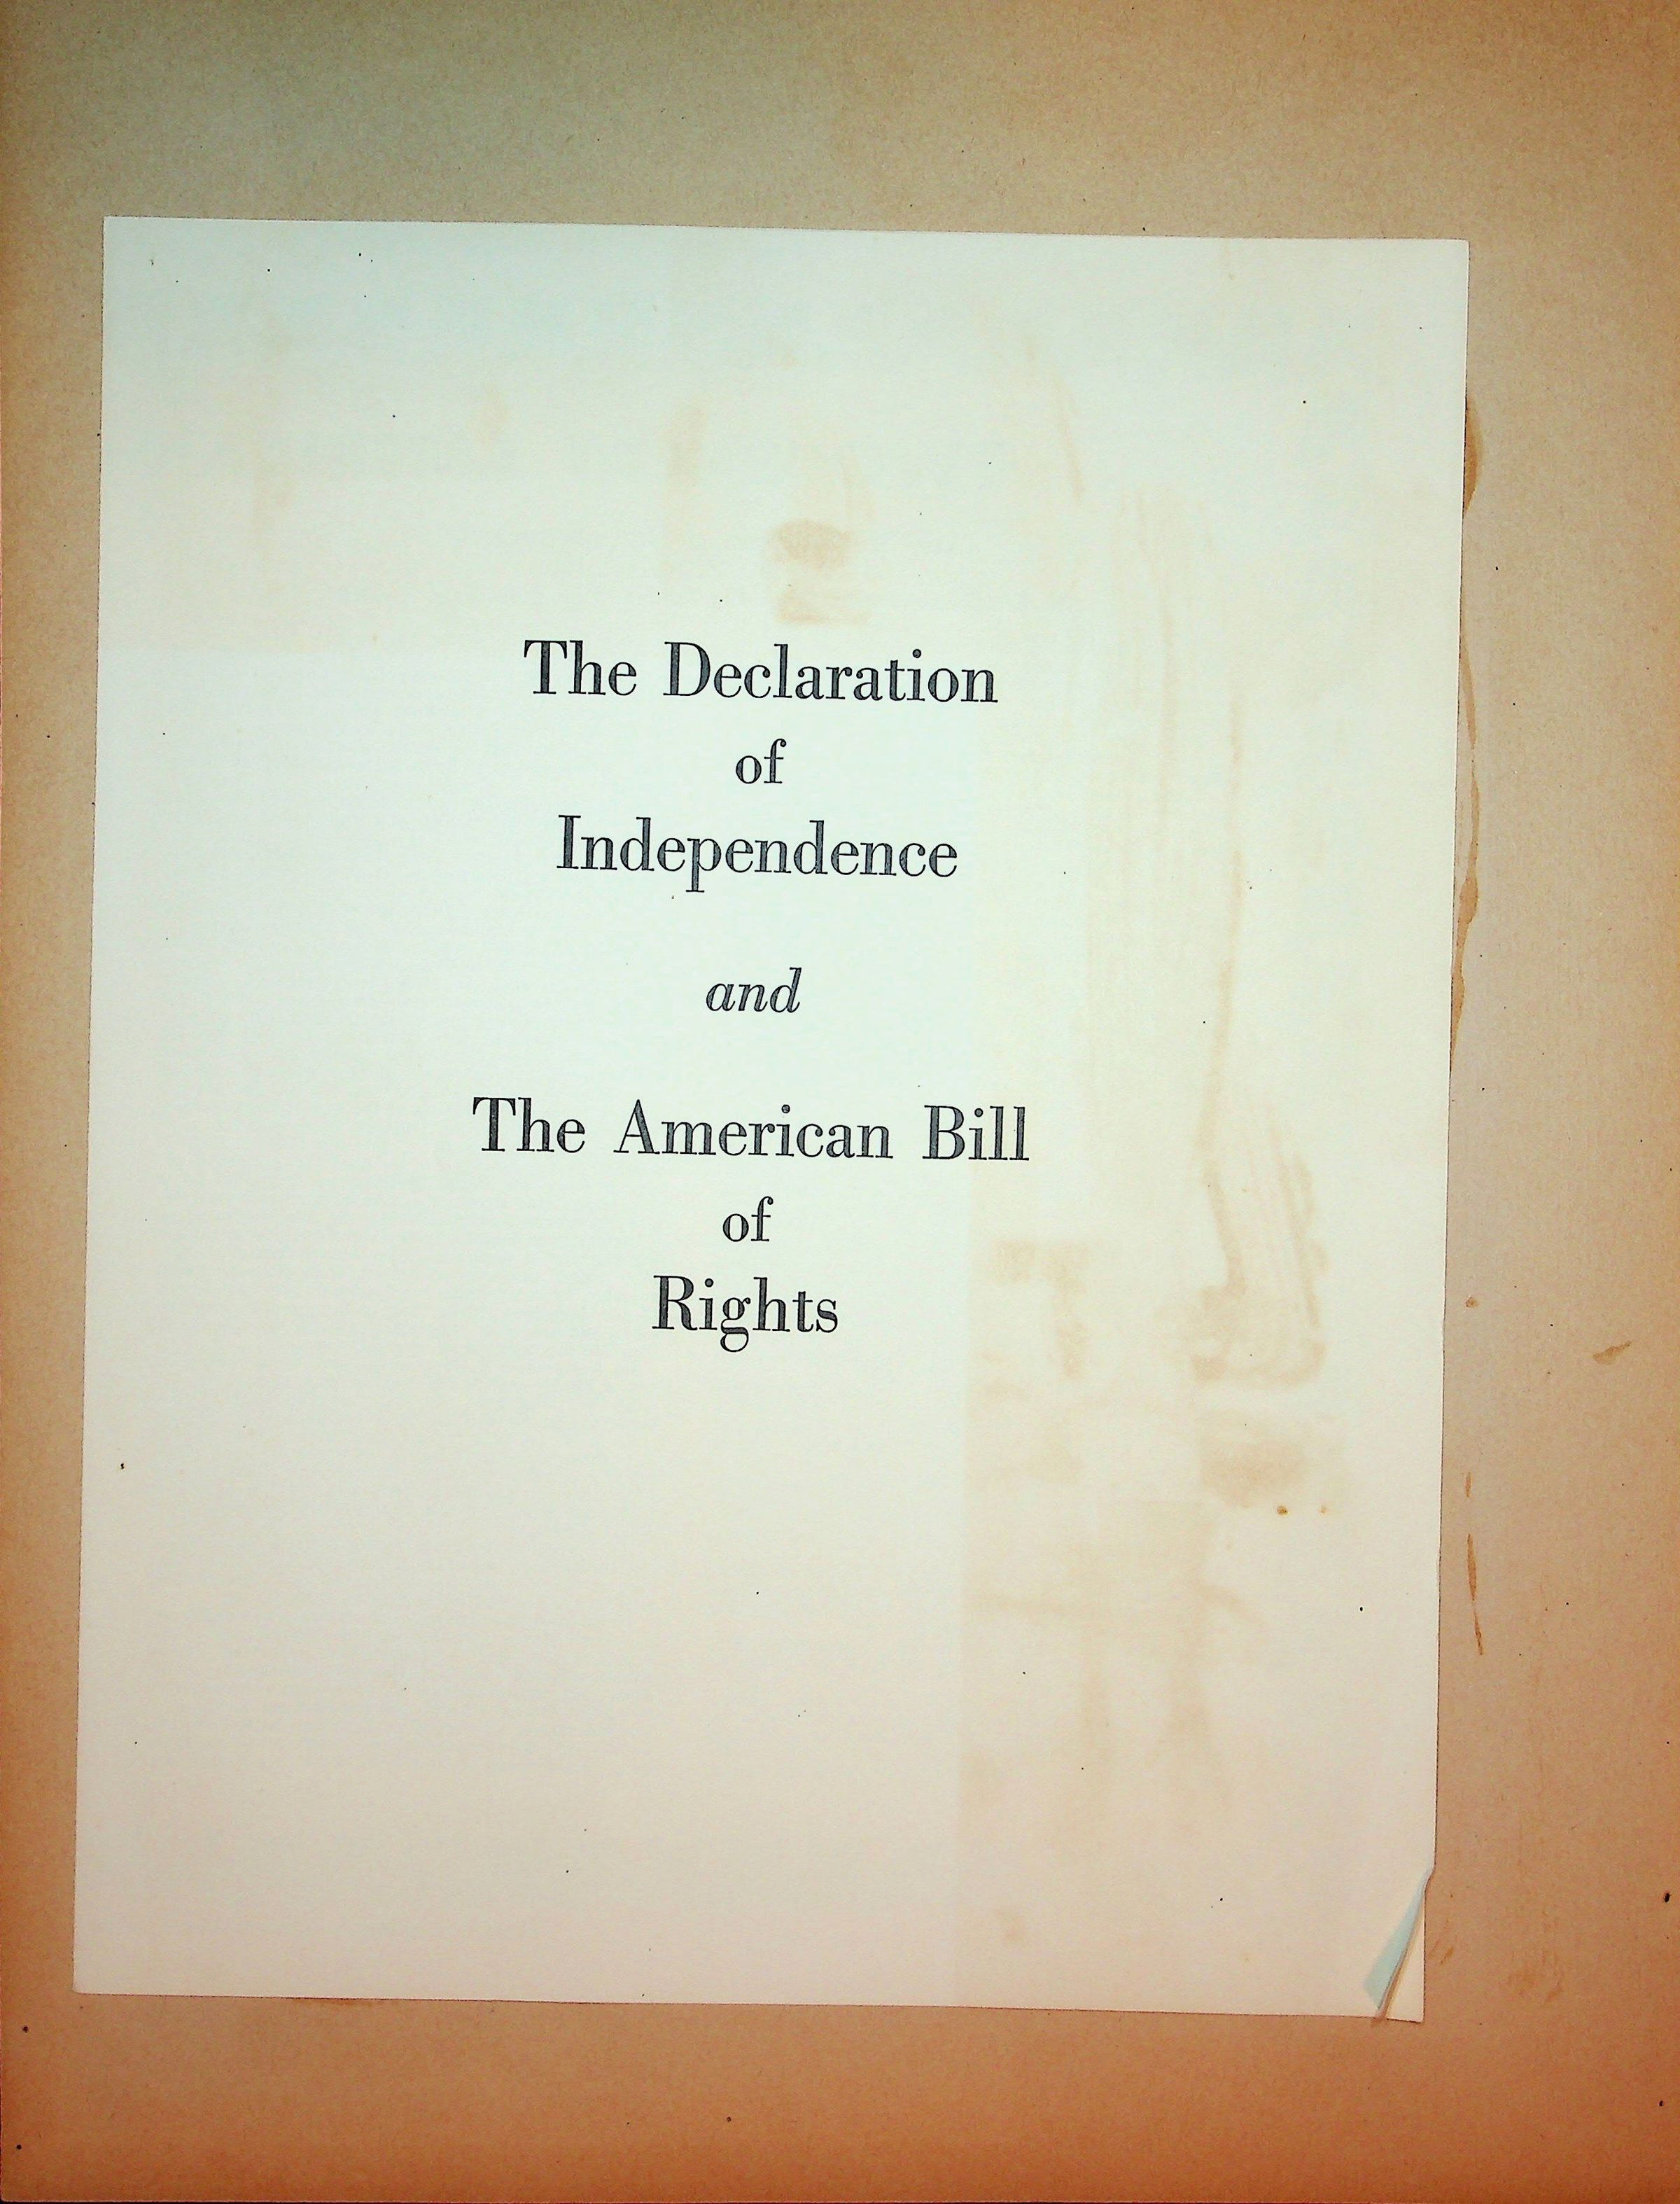 The Declaration
of
Independence
and
The American Bill
of
Rights